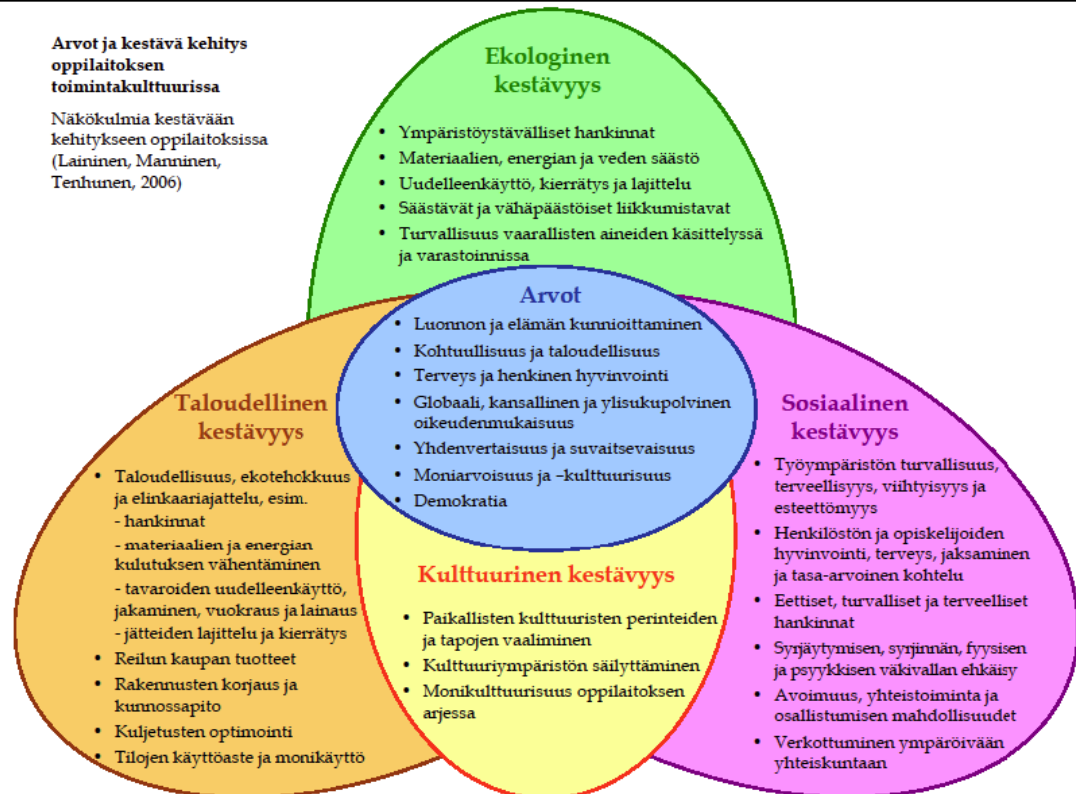 Arvot ja kestävä kehitys
oppilaitoksen
toimintakulttuurissa
Näkökulmia kestävään
kehitykseen oppilaitoksissa
(Laininen, Manninen,
Tenhunen, 2006)
Ekologinen
kestävyys
• Ympäristöystävälliset hankinnat
• Materiaalien, energian ja veden säästö
• Uudelleenkäyttö, kierrätys ja lajittelu
• Säästävät ja vähäpäästöiset liikkumistavat
• Turvallisuus vaarallisten aineiden käsittelyssä
ja varastoinnissa
Arvot
• Luonnon ja elämän kunnioittaminen
• Kohtuullisuus ja taloudellisuus
• Terveys ja henkinen hyvinvointi
• Globaali, kansallinen ja ylisukupolvinen
oikeudenmukaisuus
• Yhdenvertaisuus ja suvaitsevaisuus
• Moniarvoisuus ja –kulttuurisuus
• Demokratia
Taloudellinen
kestävyys
• Taloudellisuus, ekotehokkuus
ja elinkaariajattelu, esim.
- hankinnat
- materiaalien ja energian
kulutuksen vähentäminen
- tavaroiden uudelleenkäyttö,
jakaminen, vuokraus ja lainaus
- jätteiden lajittelu ja kierrätys
• Reilun kaupan tuotteet
• Rakennusten korjaus ja
kunnossapito
• Kuljetusten optimointi
• Tilojen käyttöaste ja monikäyttö
Kulttuurinen kestävyys
• Paikallisten kulttuuristen perinteiden
ja tapojen vaaliminen
• Kulttuuriympäristön säilyttäminen
• Monikulttuurisuus oppilaitoksen
arjessa
Sosiaalinen
kestävyys
• Työympäristön turvallisuus,
terveellisyys, viihtyisyys ja
esteettömyys
• Henkilöstön ja opiskelijoiden
hyvinvointi, terveys, jaksaminen
ja tasa-arvoinen kohtelu
• Eettiset, turvalliset ja terveelliset
hankinnat
• Syrjäytymisen, syrjinnän, fyysisen
ja psyykkisen väkivallan ehkäisy
• Avoimuus, yhteistoiminta ja
osallistumisen mahdollisuudet
• Verkottuminen ympäröivään
yhteiskuntaan